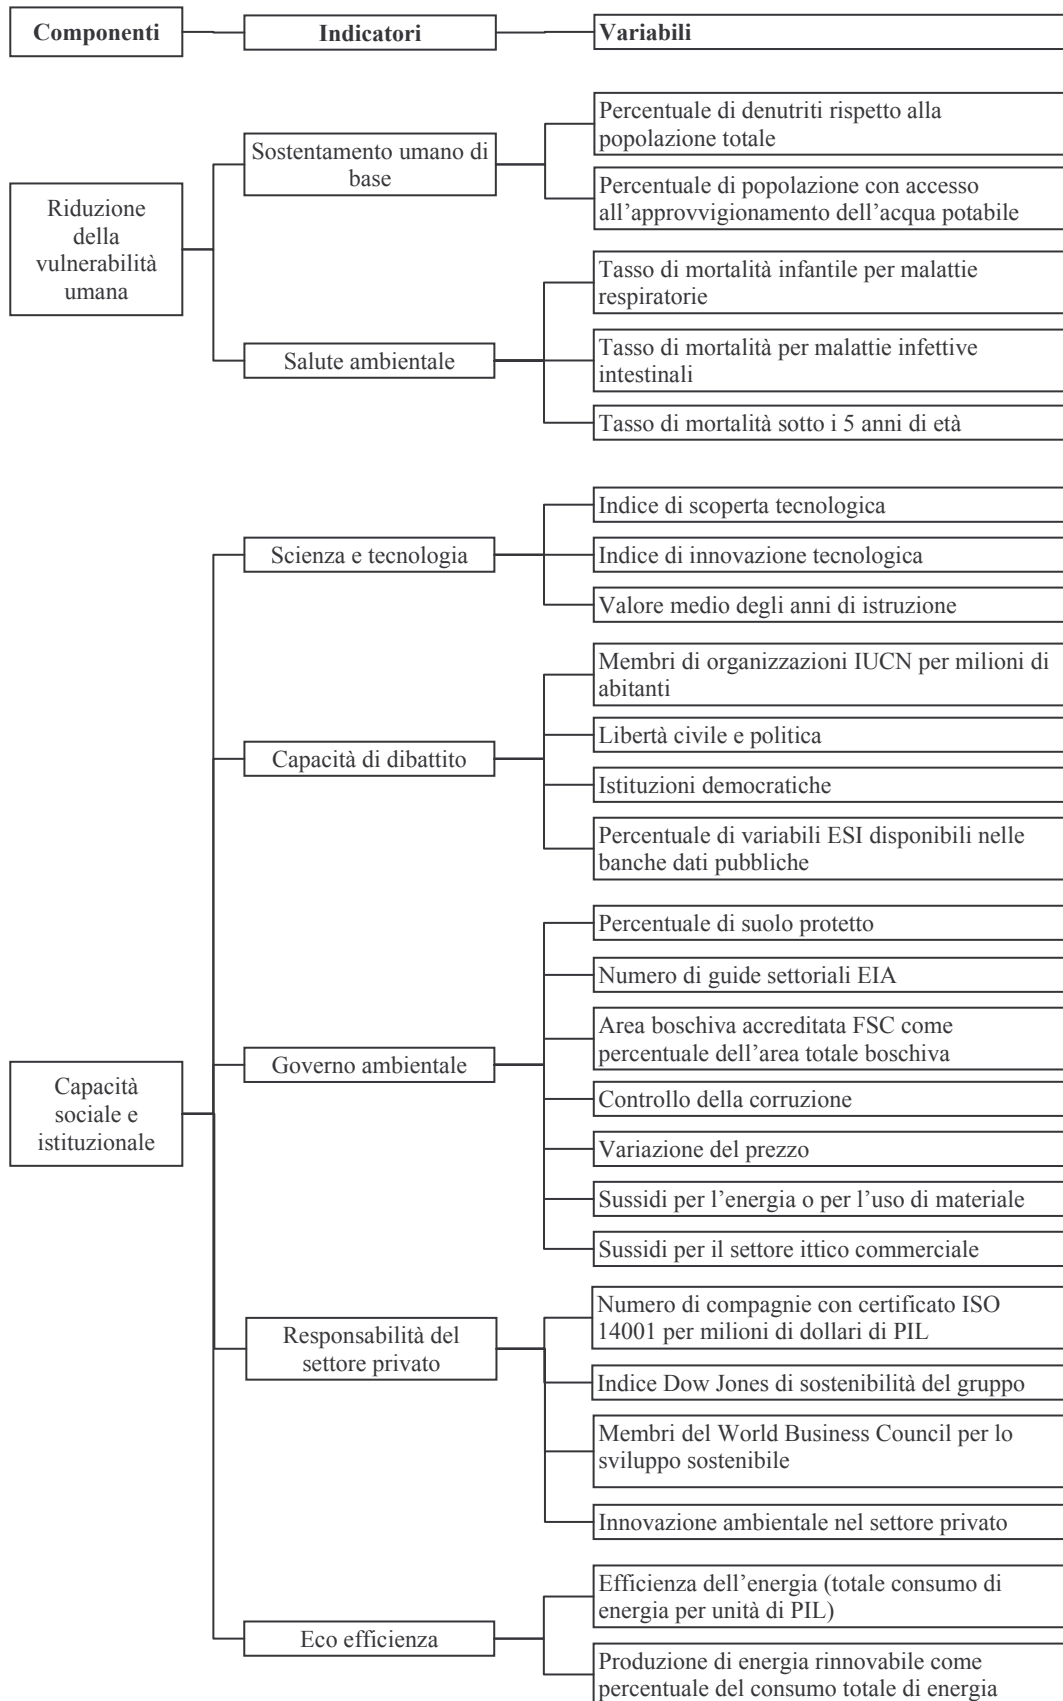 Componenti
Indicatori
Variabili
Riduzione
della
vulnerabilità
umana
Sostentamento umano di
base
Percentuale di denutriti rispetto alla
popolazione totale
Percentuale di popolazione con accesso
all’approvvigionamento dell’acqua potabile
Salute ambientale
Tasso di mortalità infantile per malattie
respiratorie
Tasso di mortalità per malattie infettive
intestinali
Tasso di mortalità sotto i 5 anni di età
Capacità
sociale e
istituzionale
Scienza e tecnologia
Indice di scoperta tecnologica
Indice di innovazione tecnologica
Valore medio degli anni di istruzione
Capacità di dibattito
Membri di organizzazioni IUCN per milioni di
abitanti
Libertà civile e politica
Istituzioni democratiche
Percentuale di variabili ESI disponibili nelle
banche dati pubbliche
Governo ambientale
Percentuale di suolo protetto
Numero di guide settoriali EIA
Area boschiva accreditata FSC come
percentuale dell’area totale boschiva
Controllo della corruzione
Variazione del prezzo
Sussidi per l’energia o per l’uso di materiale
Sussidi per il settore ittico commerciale
Responsabilità del
settore privato
Numero di compagnie con certificato ISO
14001 per milioni di dollari di PIL
Indice Dow Jones di sostenibilità del gruppo
Membri del World Business Council per lo
sviluppo sostenibile
Innovazione ambientale nel settore privato
Eco efficienza
Efficienza dell’energia (totale consumo di
energia per unità di PIL)
Produzione di energia rinnovabile come
percentuale del consumo totale di energia